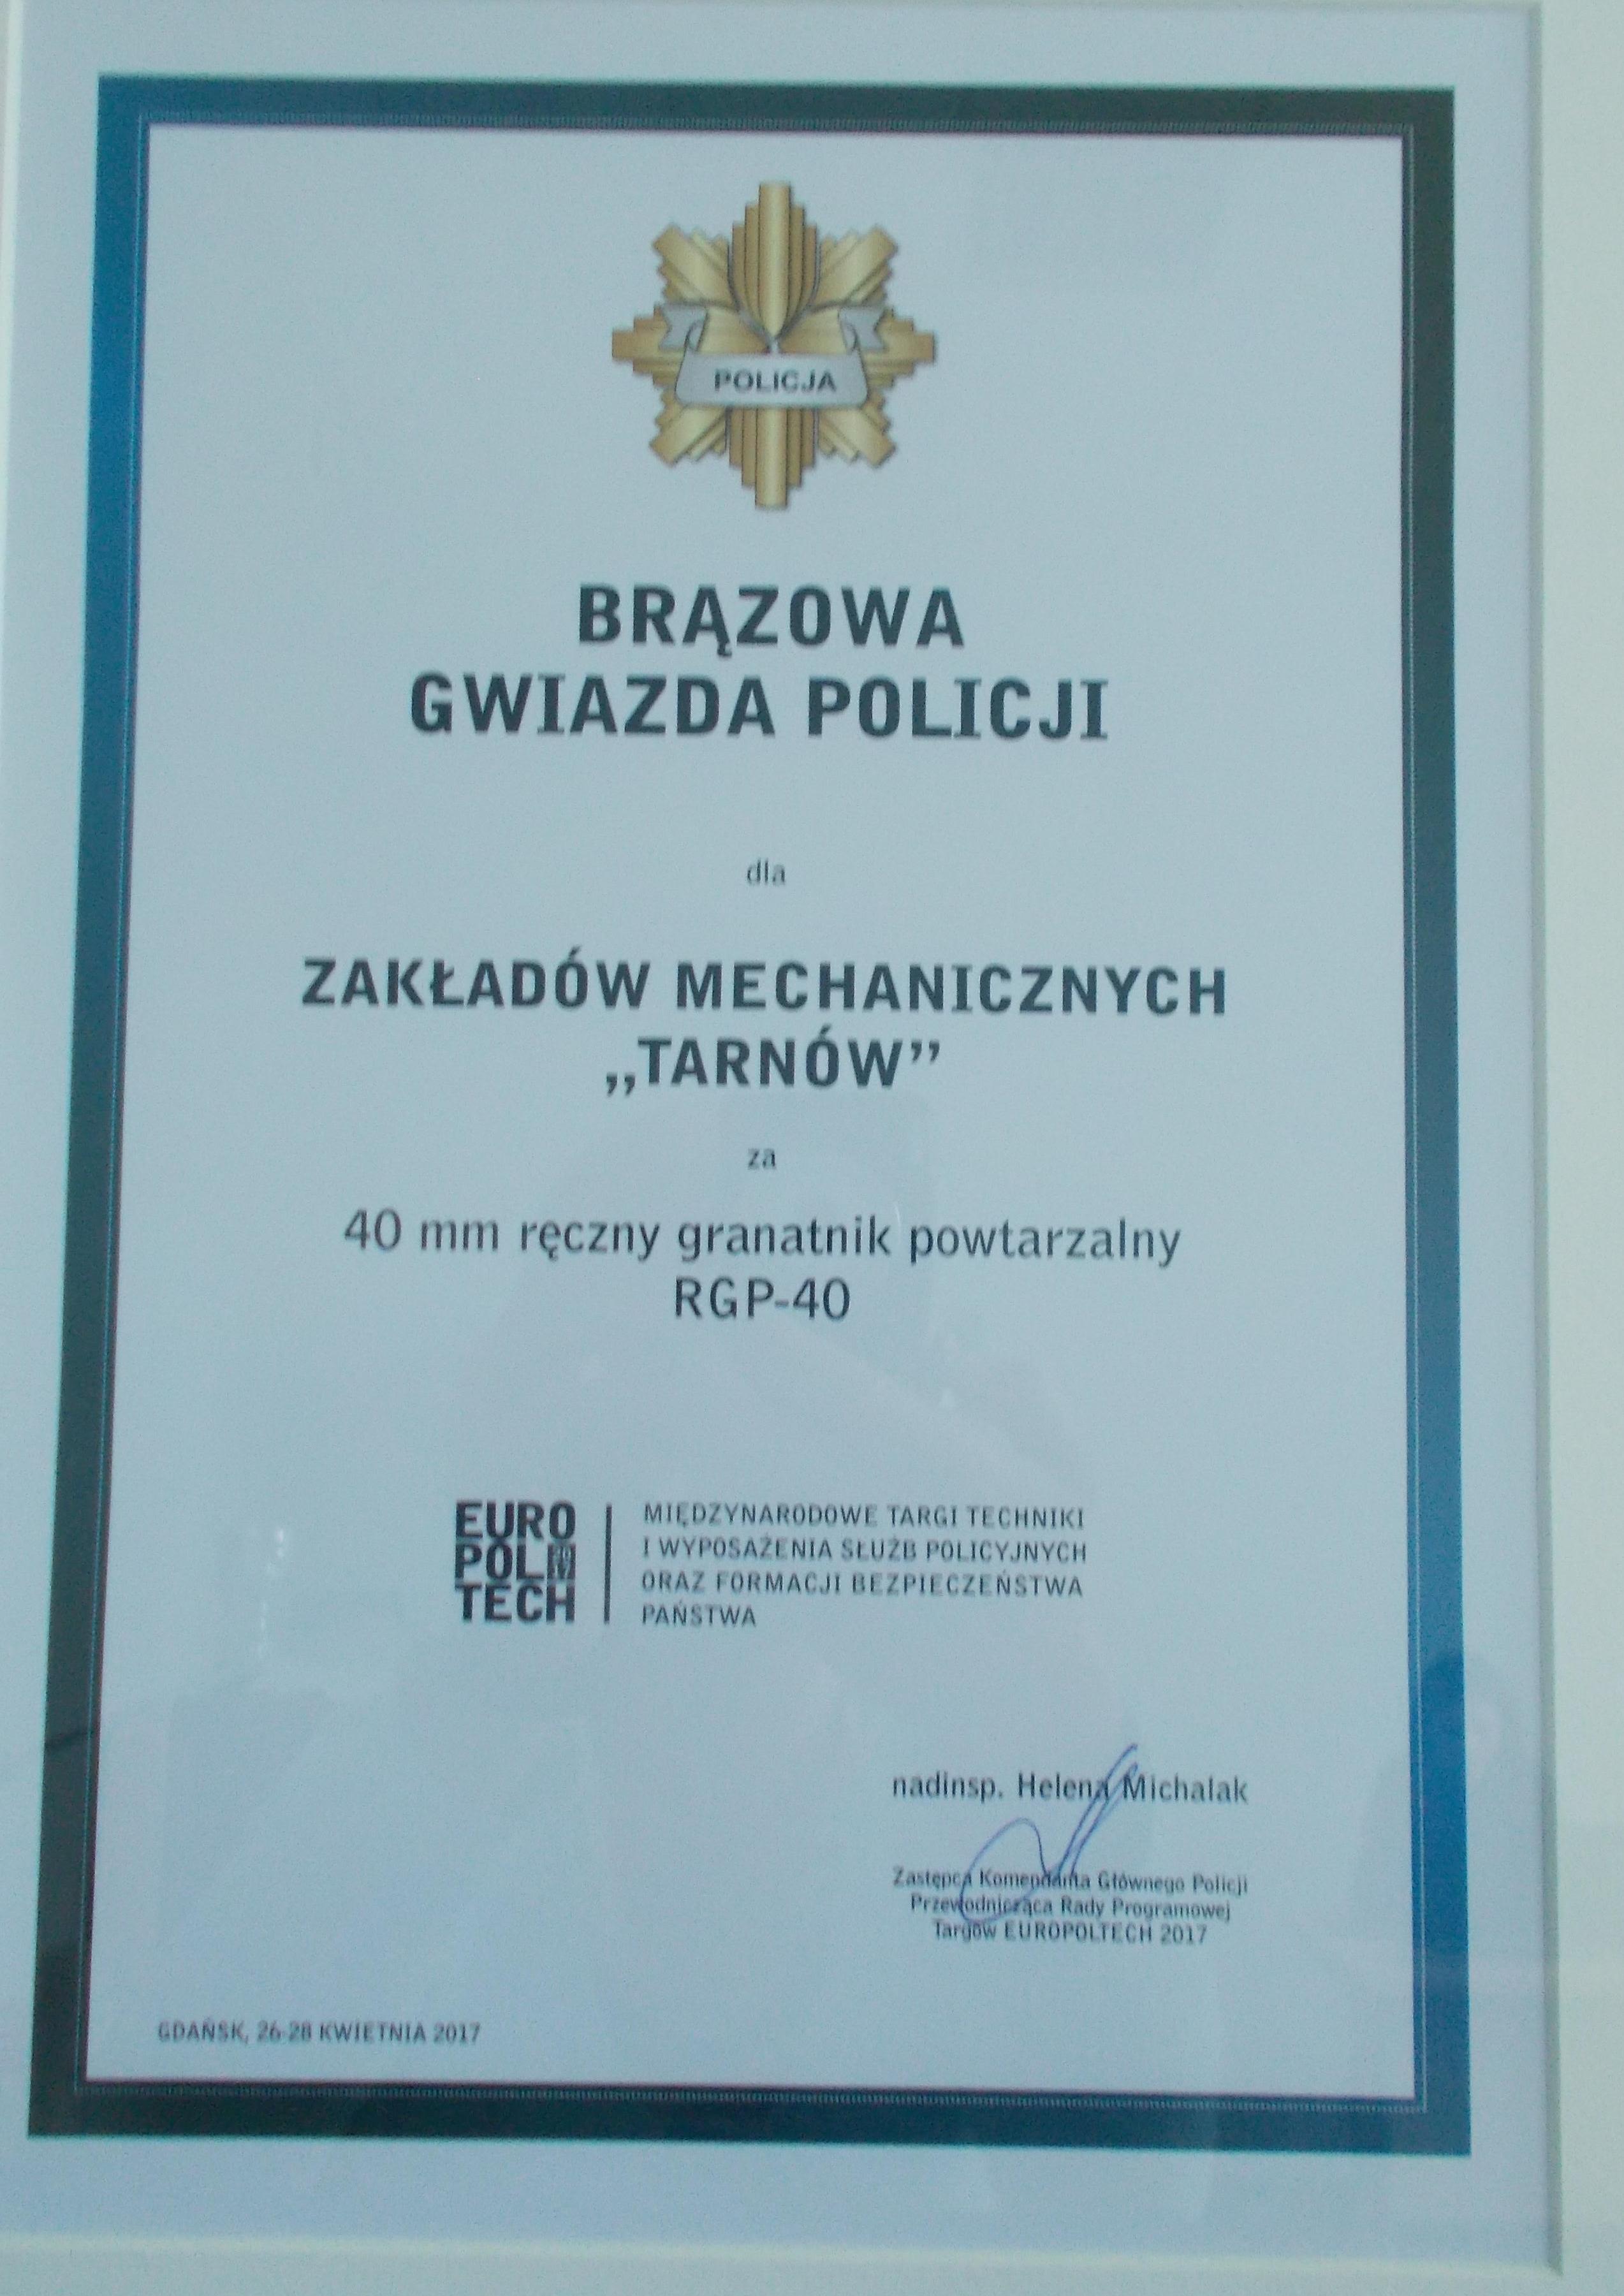 POLICJA
BRĄZOWA
GWIAZDA POLICJI
dla
ZAKŁADÓW MECHANICZNYCH
„TARNÓW”
za
40 mm ręczny granatnik powtarzalny
RGP-40
EURO
POL 2017
TECH
MIĘDZYNARODOWE TARGI TECHNIKI
I WYPOSAŻENIA SŁUŻB POLICYJNYCH
ORAZ FORMACJI BEZPIECZEŃSTWA
PAŃSTWA
nadinsp. Helena Michalak
Zastępca Komendanta Głównego Policji
Przewodnicząca Rady Programowej
Targów EUROPOLTECH 2017
GDAŃSK, 26-28 KWIETNIA 2017